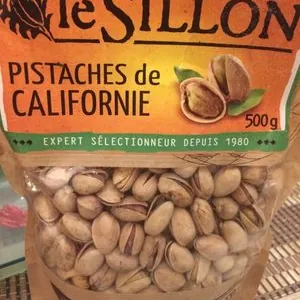 le SILLON
PISTACHES de
CALIFORNIE
500g
EXPERT SÉLECTIONNEUR DEPUIS 1980